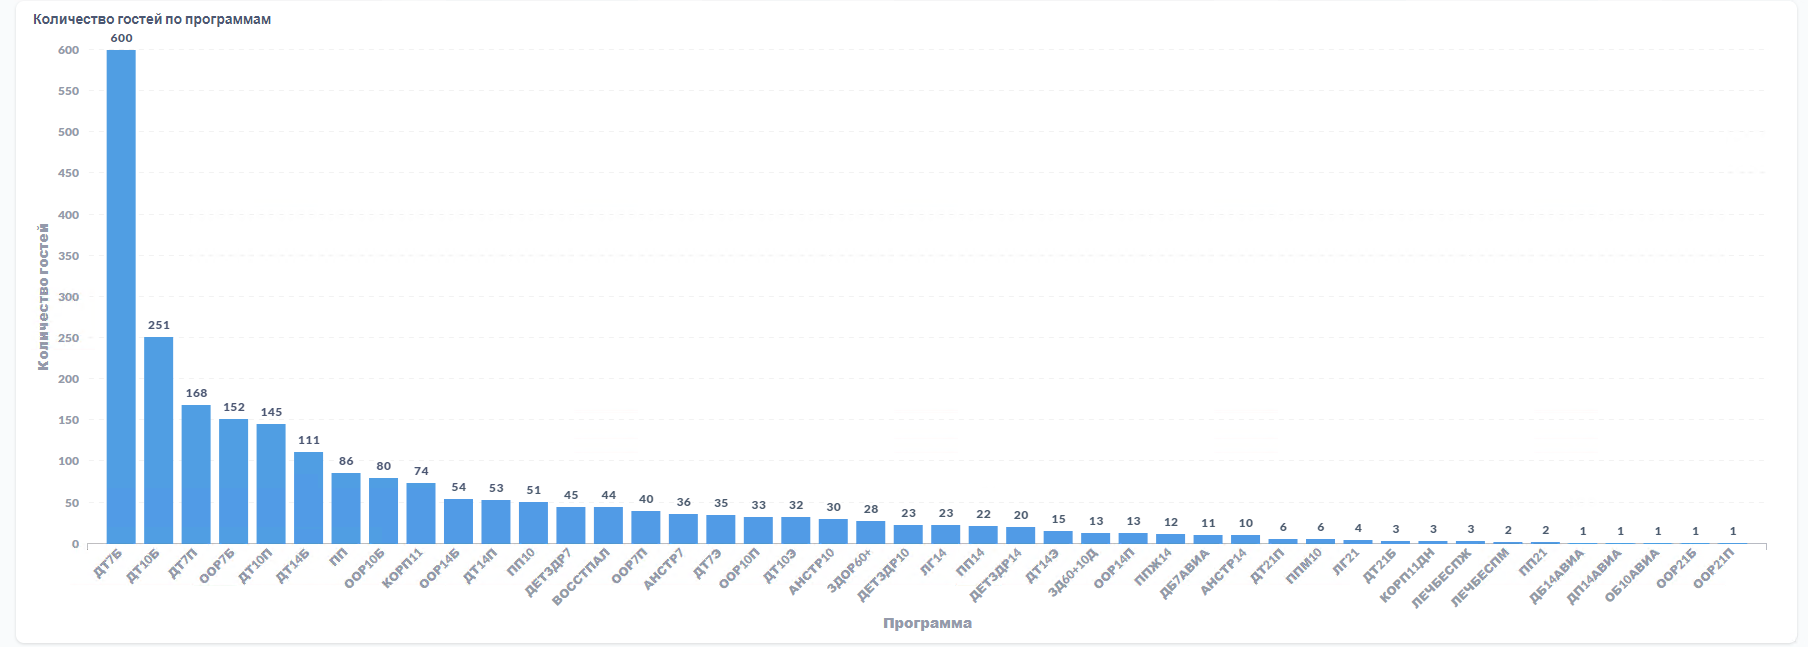 Количество гостей по программам
600
550
500
450
400
350
300
250
200
150
100
50
0
Количество гостей
600
251
168
152
145
111
86
80
74
54
53
51
45
44
40
36
35
33
32
30
28
23
23
22
20
15
13
13
12
11
10
6
6
4
3
3
3
2
2
1
1
1
1
1
ДТ7Б
ДТ10Б
ДТ7П
ООР7Б
ДТ10П
ДТ14Б
ПП
ООР10Б
КОРП11
ООР14Б
ДТ14П
ПП10
ДЕТЗДР7
ВОССТПАЛ
ООР7П
АНСТР7
ДТ7Э
ООР10П
ДТ10Э
АНСТР10
ЗДОР60+
ДЕТЗДР10
ЛГ14
ПП14
ДЕТЗДР14
ДТ14Э
ЗД60+10Д
ООР14П
ППЖ14
ДБ7АВИА
АНСТР14
ДТ21П
ППМ10
ЛГ21
ДТ21Б
КОРП11ДН
ЛЕЧБЕСПЖ
ЛЕЧБЕСПМ
ПП21
ДБ14АВИА
ДП14АВИА
ОБ10АВИА
ООР21Б
ООР21П
Программа